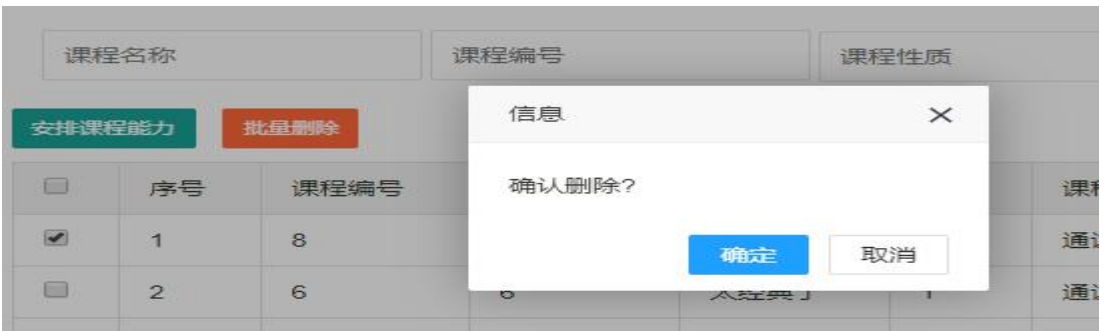 课程名称 课程编号 课程性质
安排课程能力 批量删除
信息
确认删除?
确定 取消
序号 课程编号
1 8
2 6 6 1